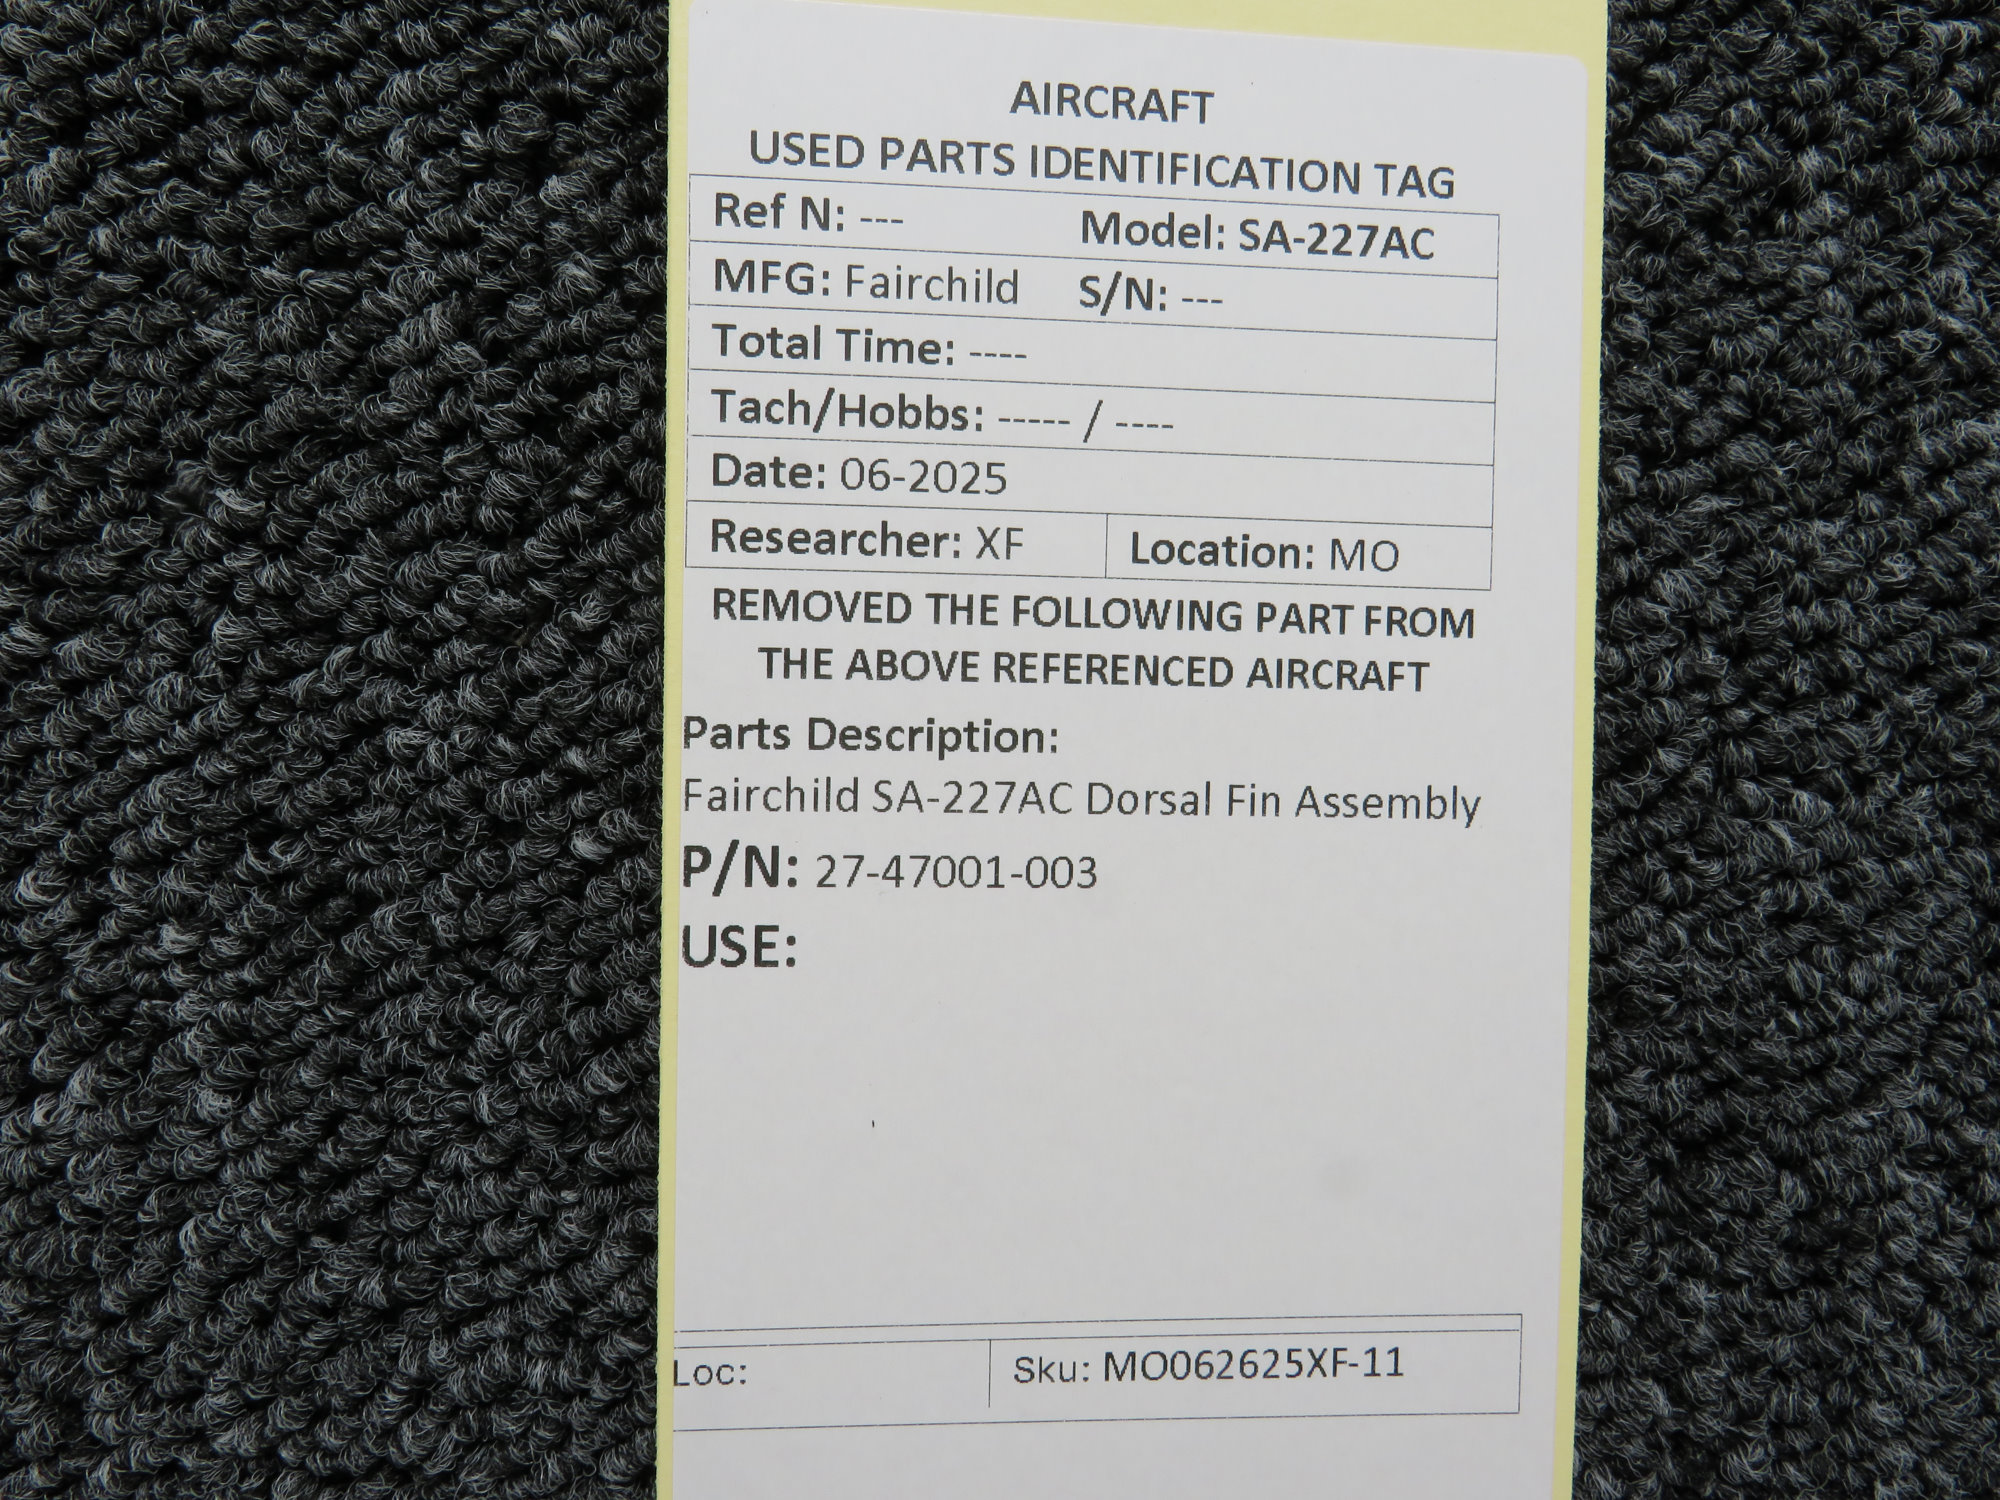 AIRCRAFT
USED PARTS IDENTIFICATION TAG
Ref N: --- Model: SA-227AC
MFG: Fairchild S/N: ---
Total Time: ----
Tach/Hobbs: ----- / ----
Date: 06-2025
Researcher: XF Location: MO
REMOVED THE FOLLOWING PART FROM
THE ABOVE REFERENCED AIRCRAFT
Parts Description:
Fairchild SA-227AC Dorsal Fin Assembly
P/N: 27-47001-003
USE:
Loc: Sku: MO062625XF-11